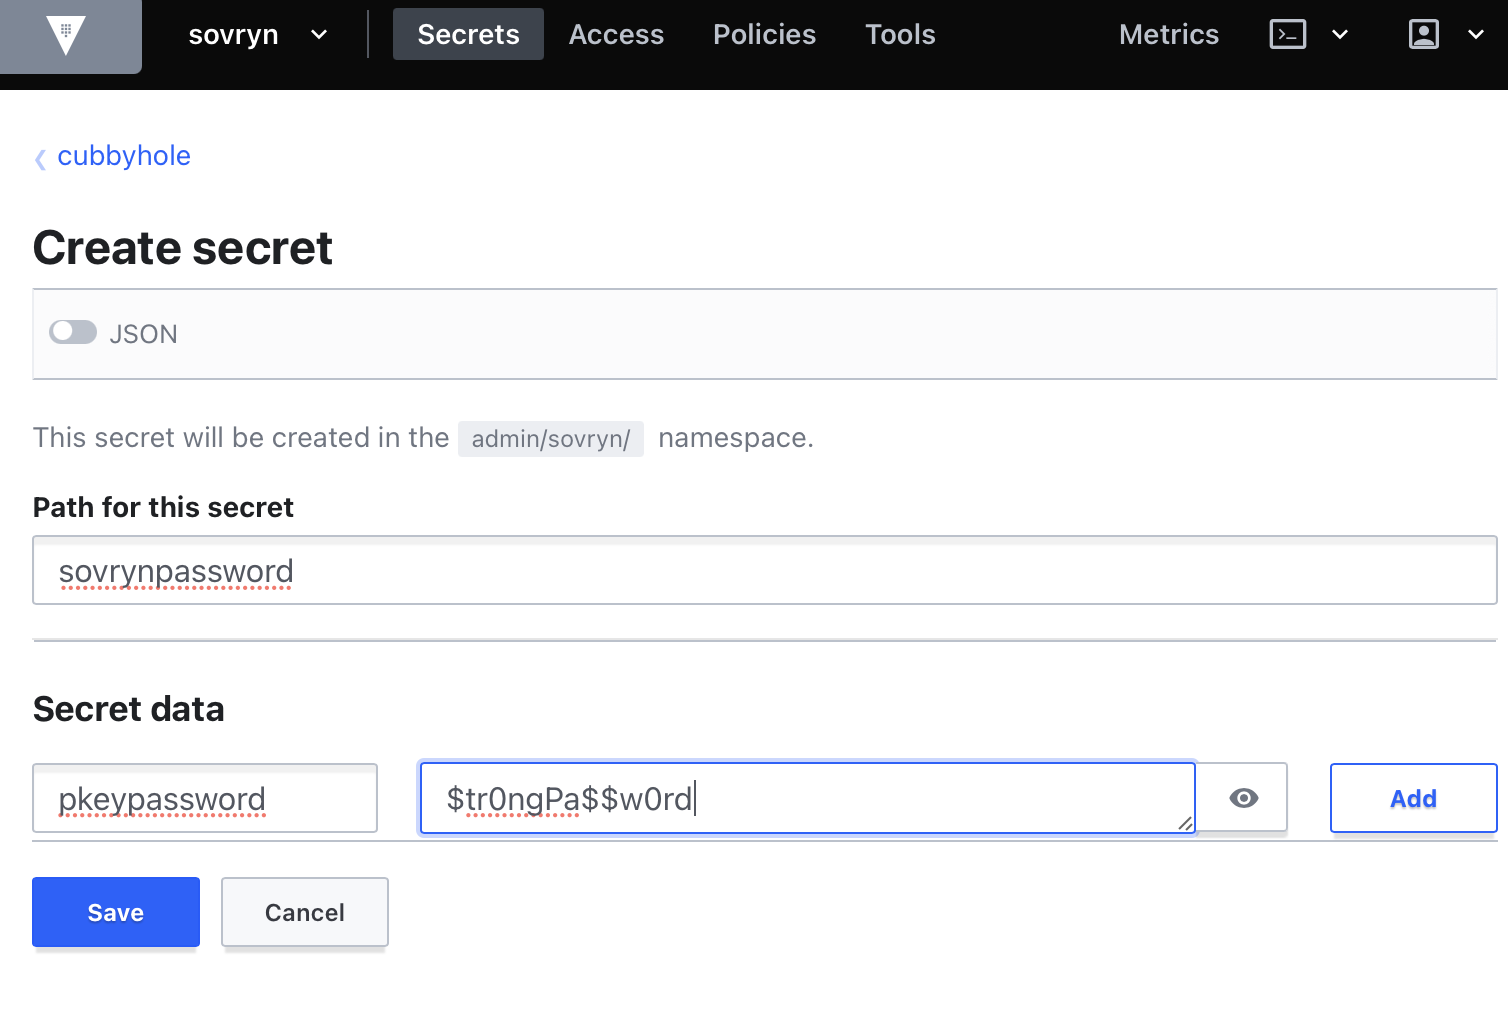 sovryn Secrets Access Policies Tools Metrics
cubbyhole
Create secret
JSON
This secret will be created in the admin/sovryn/ namespace.
Path for this secret
sovrynpassword
Secret data
pkeypassword $tr0ngPa$$w0rd Add
Save Cancel